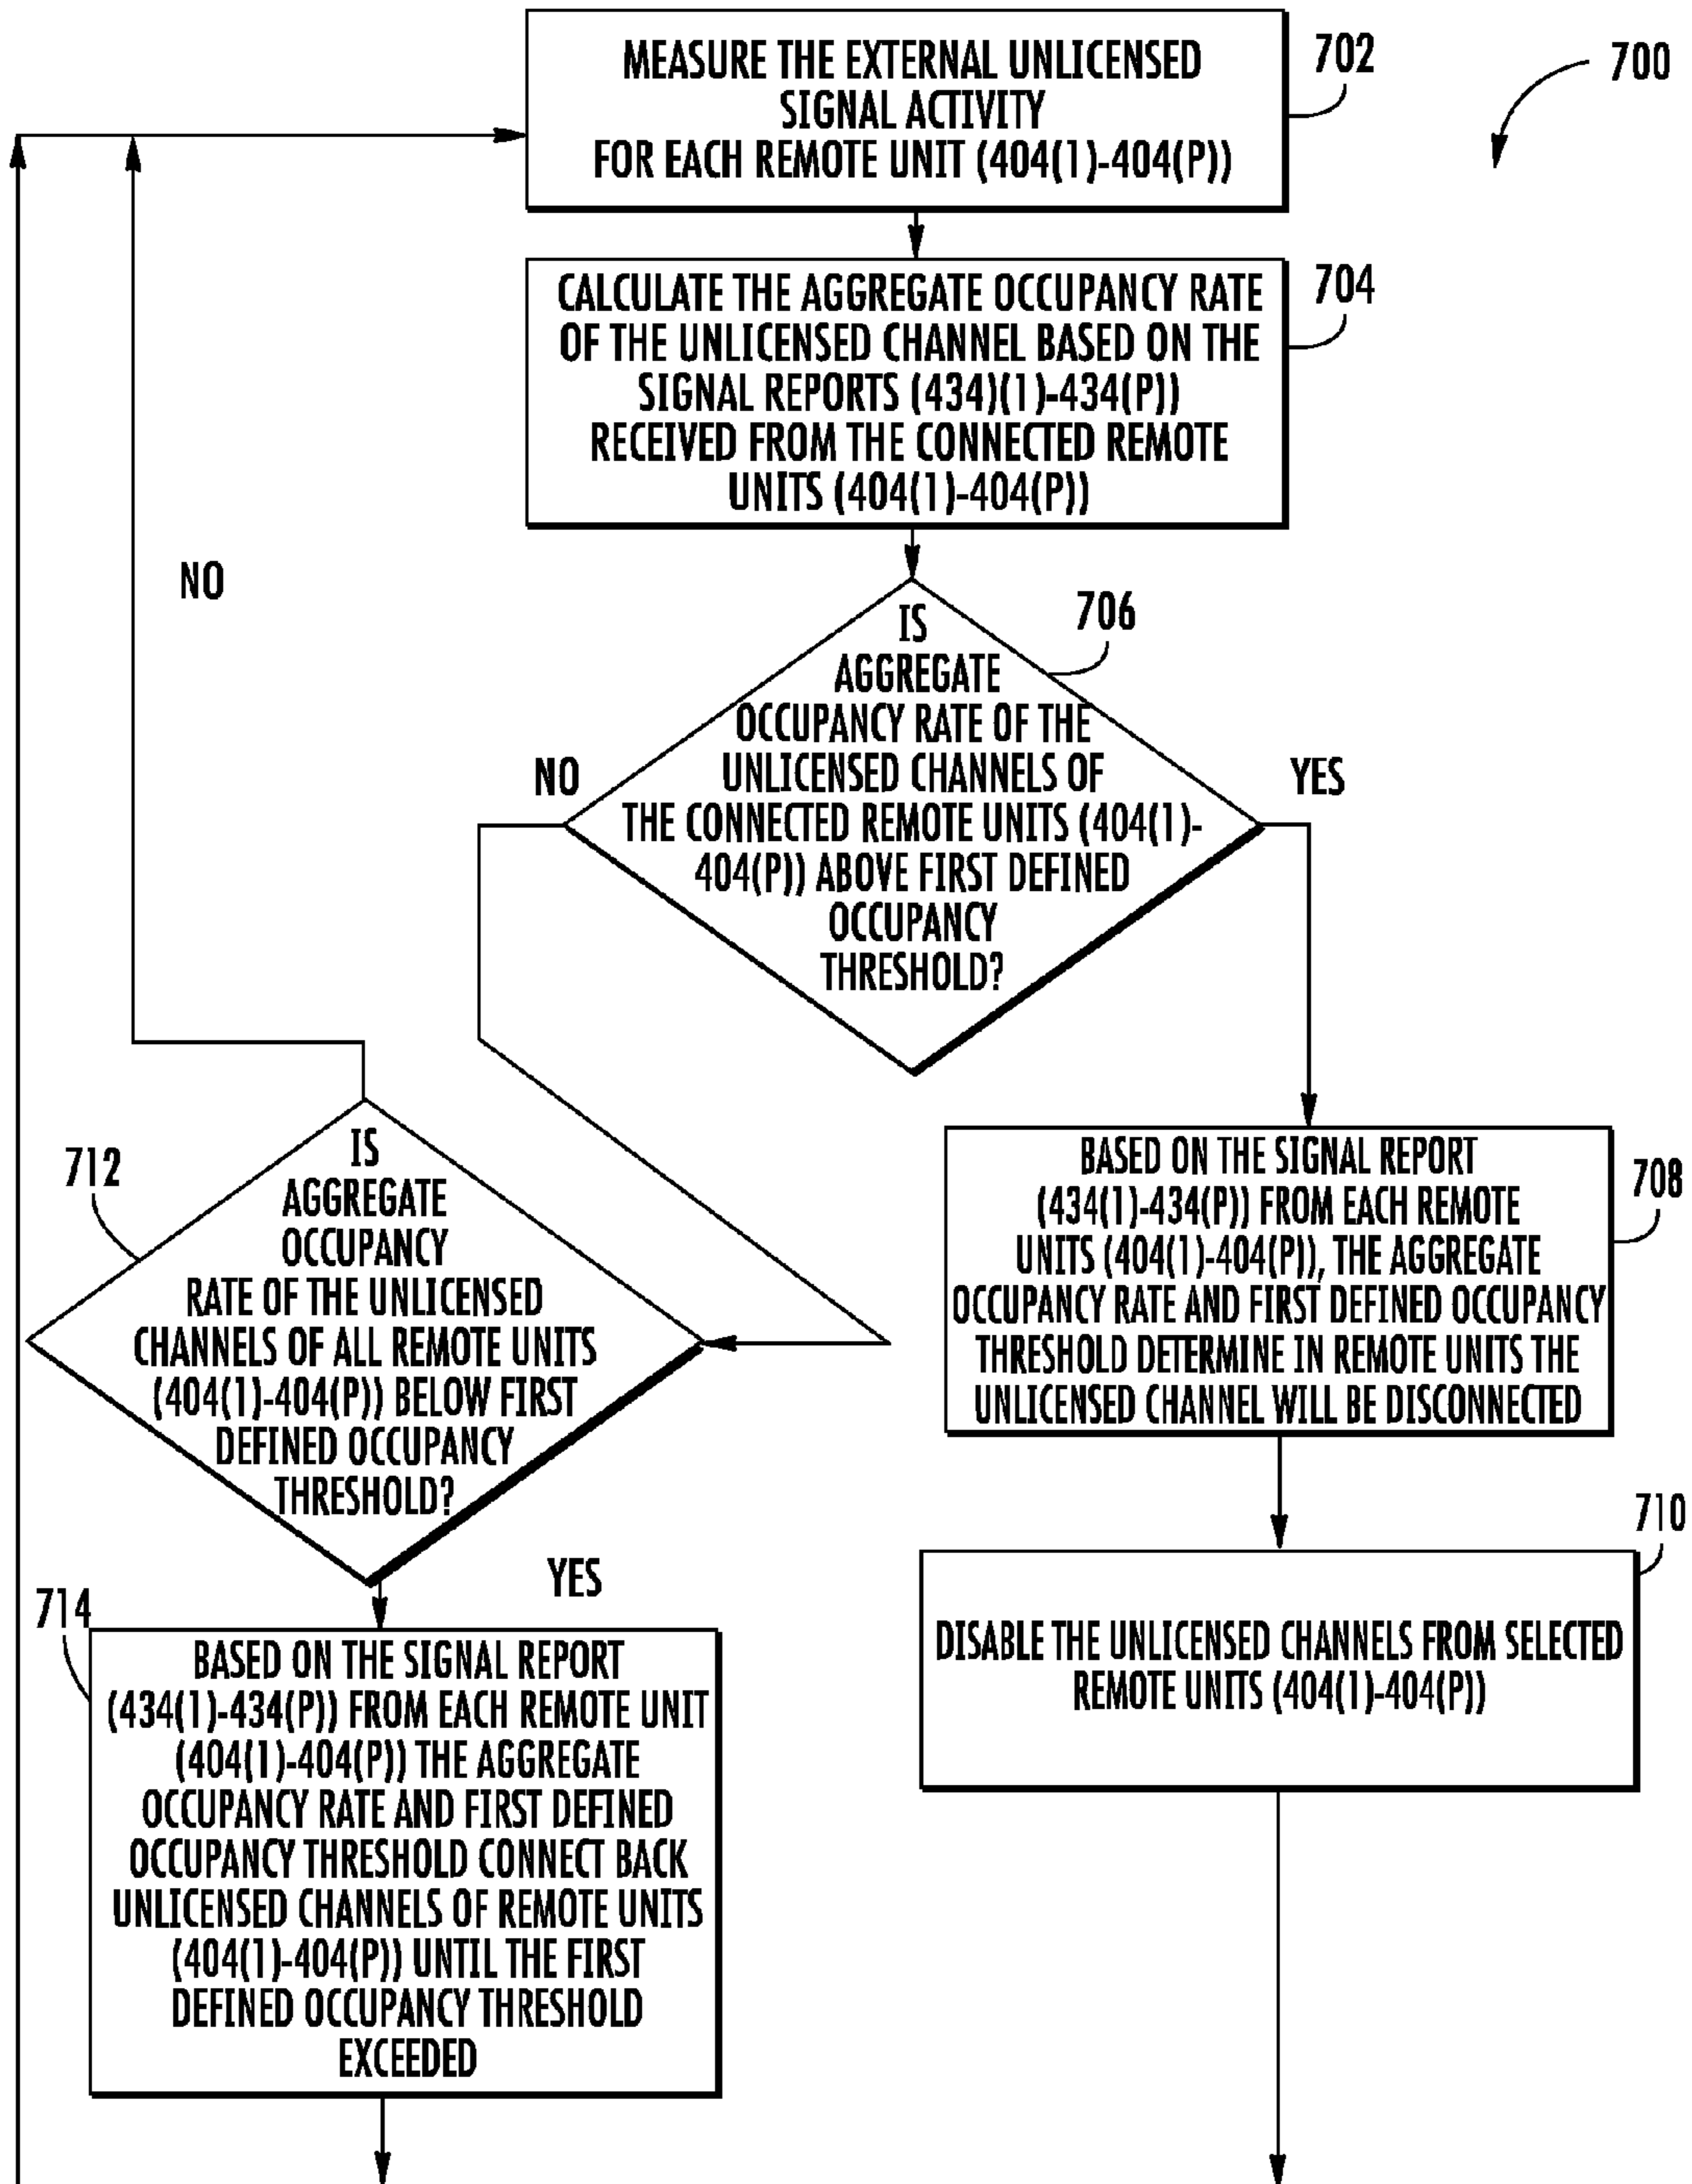 MEASURE THE EXTERNAL UNLICENSED
SIGNAL ACTIVITY
FOR EACH REMOTE UNIT (404(1)-404(P))
702
700
CALCULATE THE AGGREGATE OCCUPANCY RATE
OF THE UNLICENSED CHANNEL BASED ON THE
SIGNAL REPORTS (434)(1)-434(P))
RECEIVED FROM THE CONNECTED REMOTE
UNITS (404(1)-404(P))
704
NO
IS
AGGREGATE
OCCUPANCY RATE OF THE
UNLICENSED CHANNELS OF
THE CONNECTED REMOTE UNITS (404(1)-
404(P)) ABOVE FIRST DEFINED
OCCUPANCY
THRESHOLD?
706
NO
YES
IS
AGGREGATE
OCCUPANCY
RATE OF THE UNLICENSED
CHANNELS OF ALL REMOTE UNITS
(404(1)-404(P)) BELOW FIRST
DEFINED OCCUPANCY
THRESHOLD?
712
BASED ON THE SIGNAL REPORT
(434(1)-434(P)) FROM EACH REMOTE
UNITS (404(1)-404(P)), THE AGGREGATE
OCCUPANCY RATE AND FIRST DEFINED OCCUPANCY
THRESHOLD DETERMINE IN REMOTE UNITS THE
UNLICENSED CHANNEL WILL BE DISCONNECTED
708
YES
710
DISABLE THE UNLICENSED CHANNELS FROM SELECTED
REMOTE UNITS (404(1)-404(P))
714
BASED ON THE SIGNAL REPORT
(434(1)-434(P)) FROM EACH REMOTE UNIT
(404(1)-404(P)) THE AGGREGATE
OCCUPANCY RATE AND FIRST DEFINED
OCCUPANCY THRESHOLD CONNECT BACK
UNLICENSED CHANNELS OF REMOTE UNITS
(404(1)-404(P)) UNTIL THE FIRST
DEFINED OCCUPANCY THRESHOLD
EXCEEDED